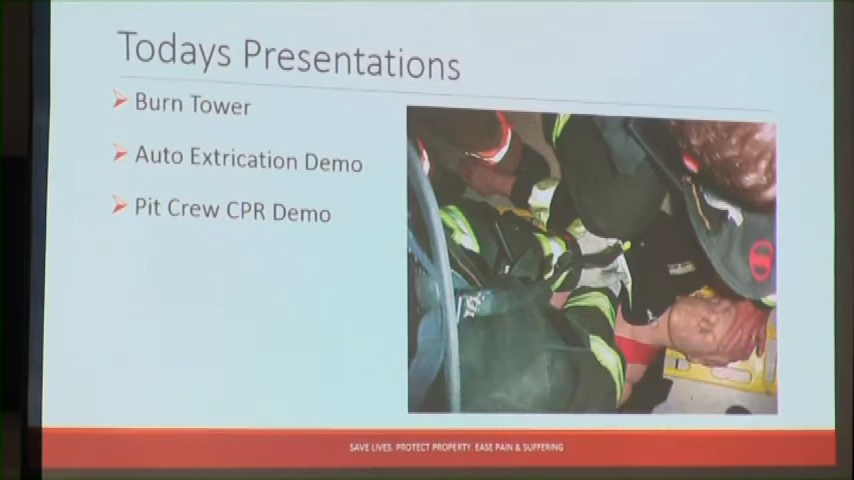 Todays Presentations
Burn Tower
Auto Extrication Demo
Pit Crew CPR Demo
SAVE LIVES. PROTECT PROPERTY. EASE PAIN & SUFFERING